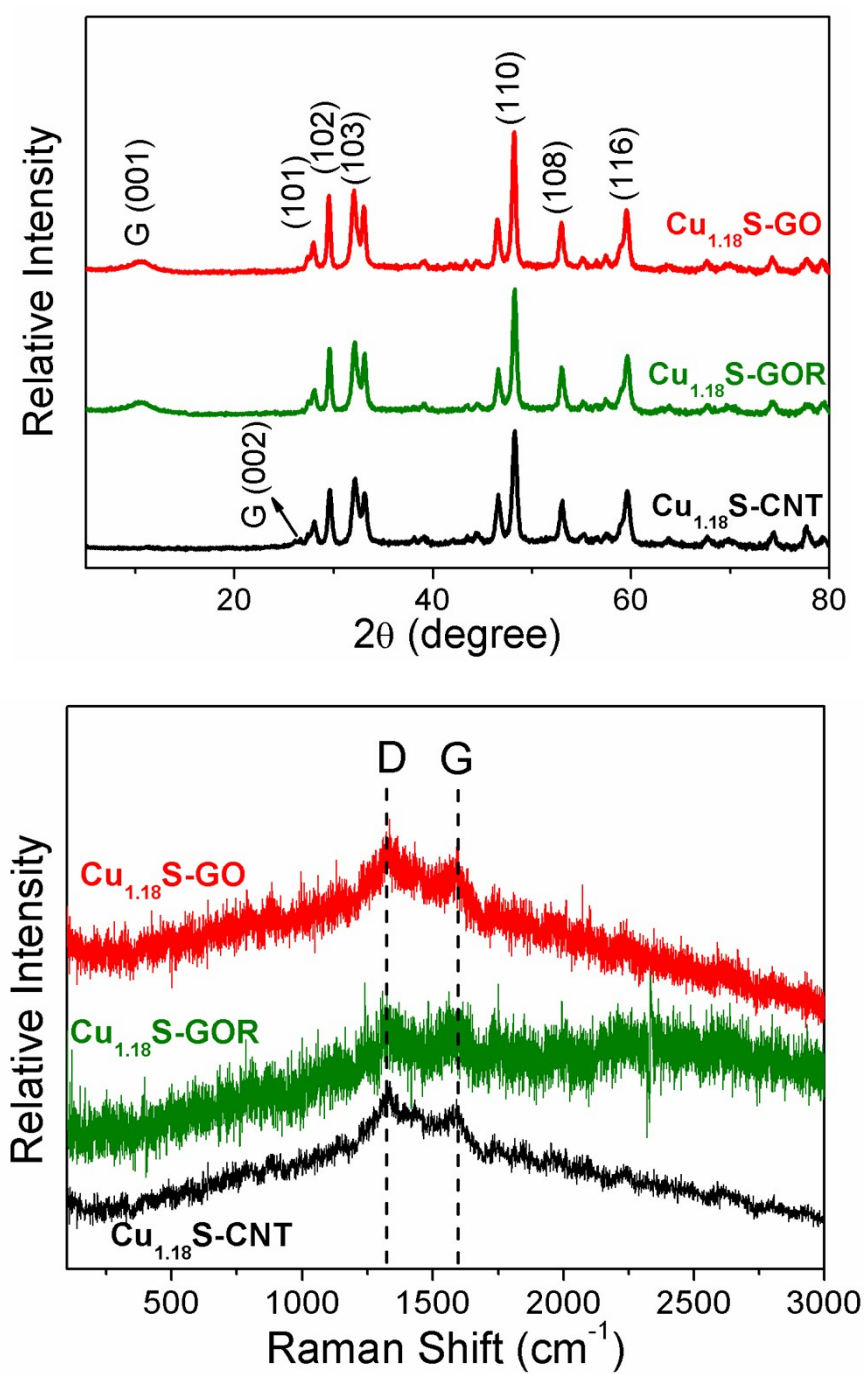 Relative Intensity
G (001)
(101)
(102)
(103)
(110)
(108)
(116)
Cu1.18S-GO
Cu1.18S-GOR
G (002)
Cu1.18S-CNT
20
40
60
80
2θ (degree)
Relative Intensity
D
G
Cu1.18S-GO
Cu1.18S-GOR
Cu1.18S-CNT
500
1000
1500
2000
2500
3000
Raman Shift (cm⁻¹)